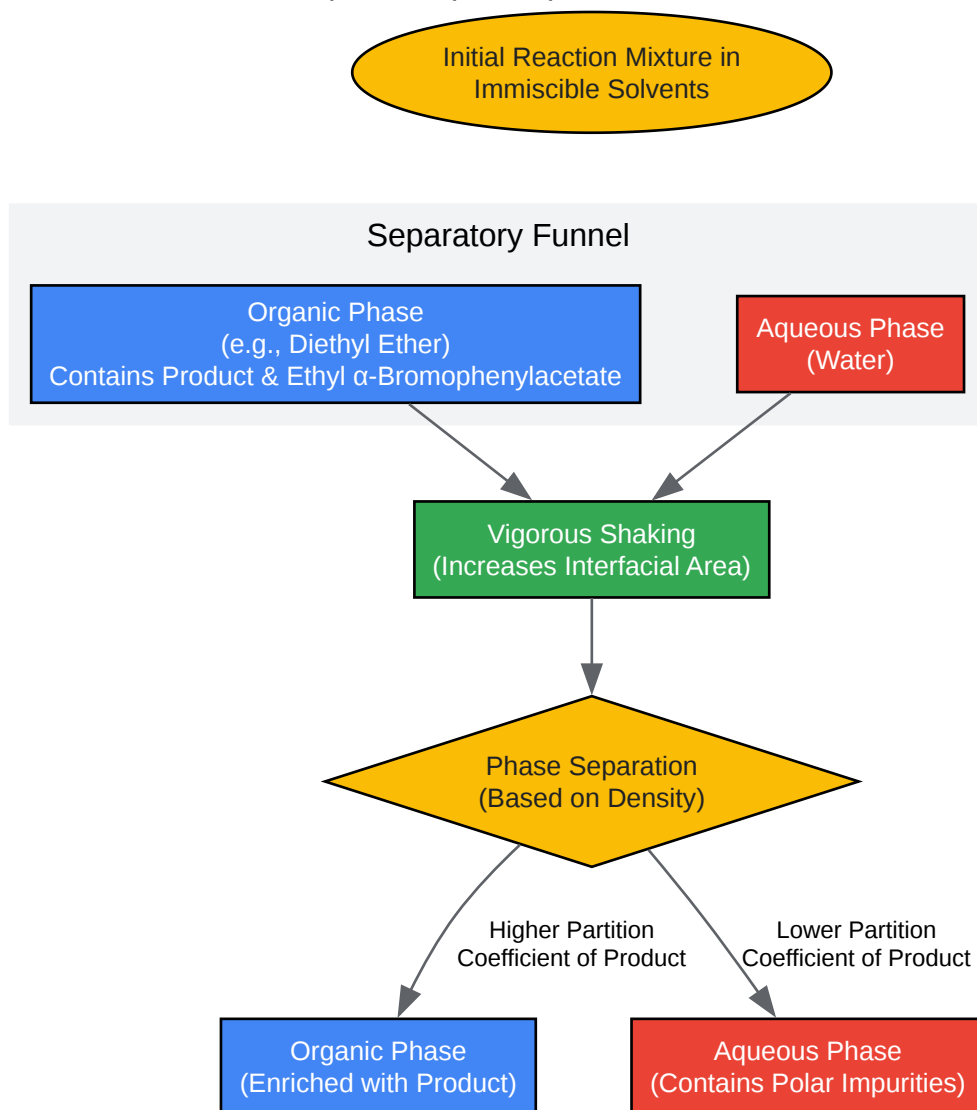 Initial Reaction Mixture in
Immiscible Solvents
Separatory Funnel
Organic Phase
(e.g., Diethyl Ether)
Contains Product & Ethyl α-Bromophenylacetate
Aqueous Phase
(Water)
Vigorous Shaking
(Increases Interfacial Area)
Phase Separation
(Based on Density)
Higher Partition
Coefficient of Product
Lower Partition
Coefficient of Product
Organic Phase
(Enriched with Product)
Aqueous Phase
(Contains Polar Impurities)